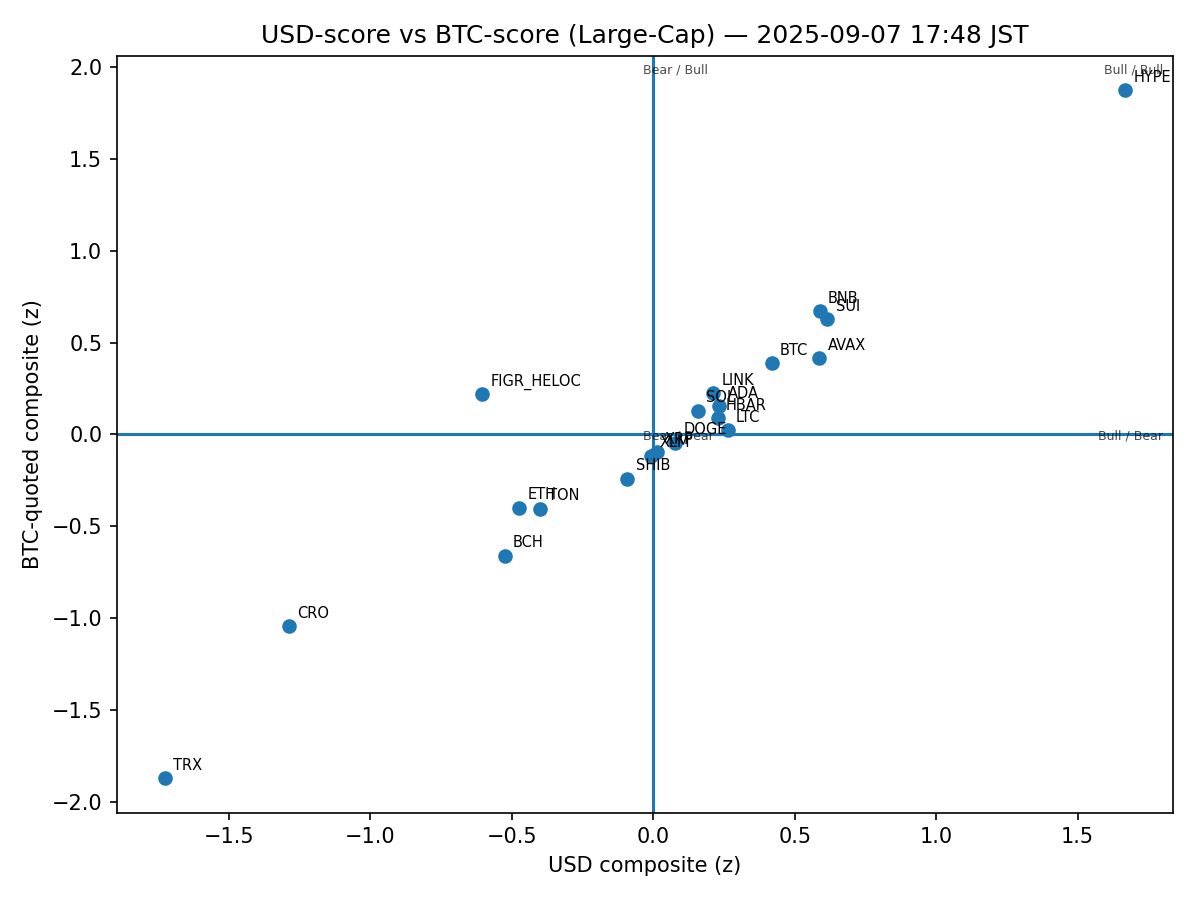 USD-score vs BTC-score (Large-Cap) — 2025-09-07 17:48 JST
2.0
1.5
1.0
0.5
0.0
−0.5
−1.0
−1.5
−2.0
BTC-quoted composite (z)
Bear / Bull
Bull / Bull
HYPE
BNB
SUI
AVAX
BTC
FIGR_HELOC
LINK
ADA
SOL
HBAR
LTC
DOGE
Bear / Bear
Bull / Bear
XRP
XLM
SHIB
ETH
TON
BCH
CRO
TRX
−1.5
−1.0
−0.5
0.0
0.5
1.0
1.5
USD composite (z)